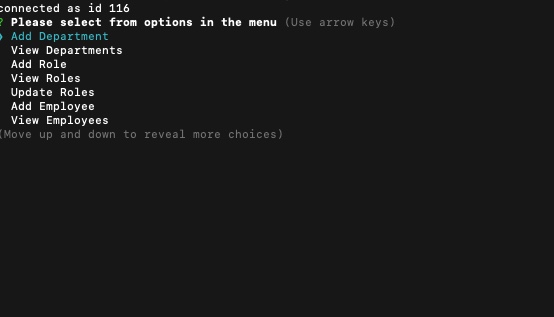 connected as id 116
? Please select from options in the menu (Use arrow keys)
❯ Add Department
View Departments
Add Role
View Roles
Update Roles
Add Employee
View Employees
(Move up and down to reveal more choices)